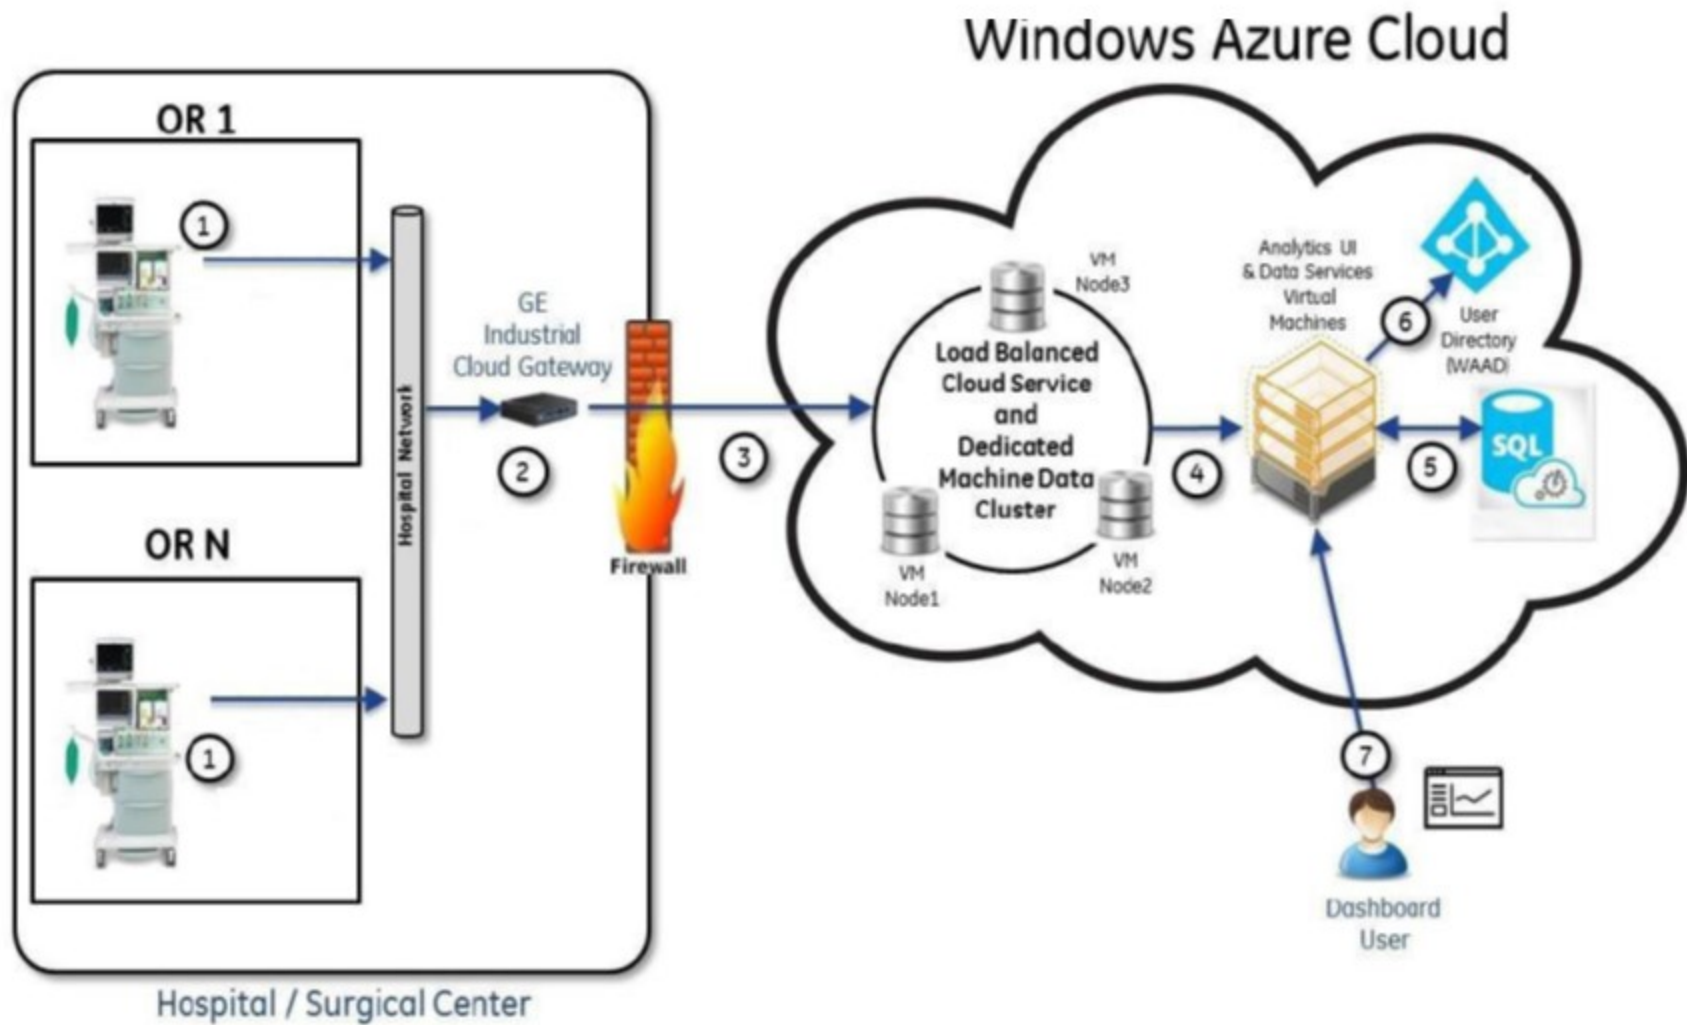 Windows Azure Cloud
OR 1
1
Hospital Network
GE
Industrial
Cloud Gateway
2
Firewall
3
OR N
1
Hospital / Surgical Center
VM
Node3
Load Balanced
Cloud Service
and
Dedicated
Machine Data
Cluster
VM
Node1
VM
Node2
4
Analytics UI
& Data Services
Virtual
Machines
6
User
Directory
(WAAD)
5
SQL
7
Dashboard
User